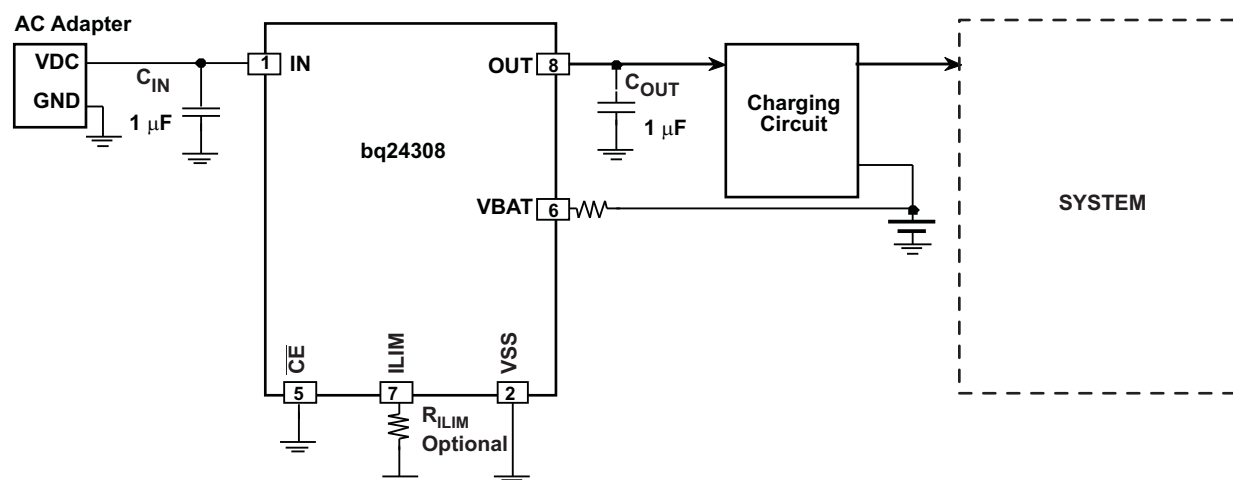 AC Adapter
VDC
GND
C_IN
1 μF
1
IN
bq24308
OUT
8
C_OUT
1 μF
Charging
Circuit
VBAT
6
SYSTEM
CE
ILIM
VSS
5
7
2
R_ILIM
Optional